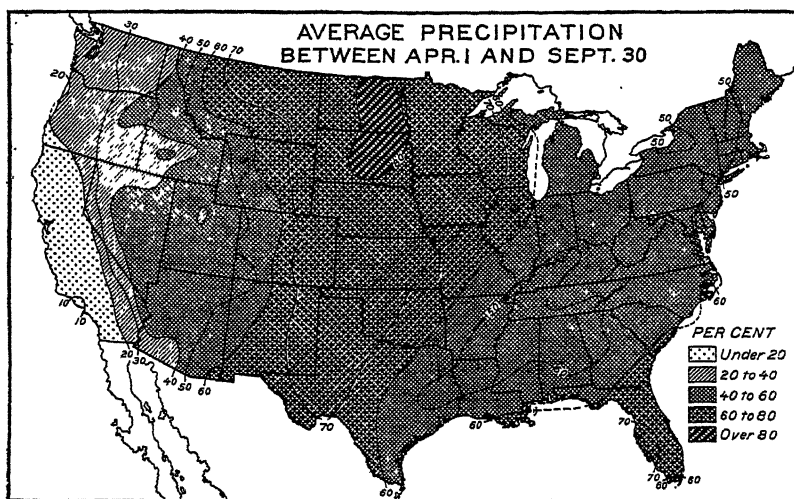 AVERAGE PRECIPITATION
BETWEEN APR.1 AND SEPT. 30
30
40 50 60 70
20
50
50
50
50
60
10
10
20
30
40 50
60
70
60
60
70
70
60
60
PER CENT
Under 20
20 to 40
40 to 60
60 to 80
Over 80